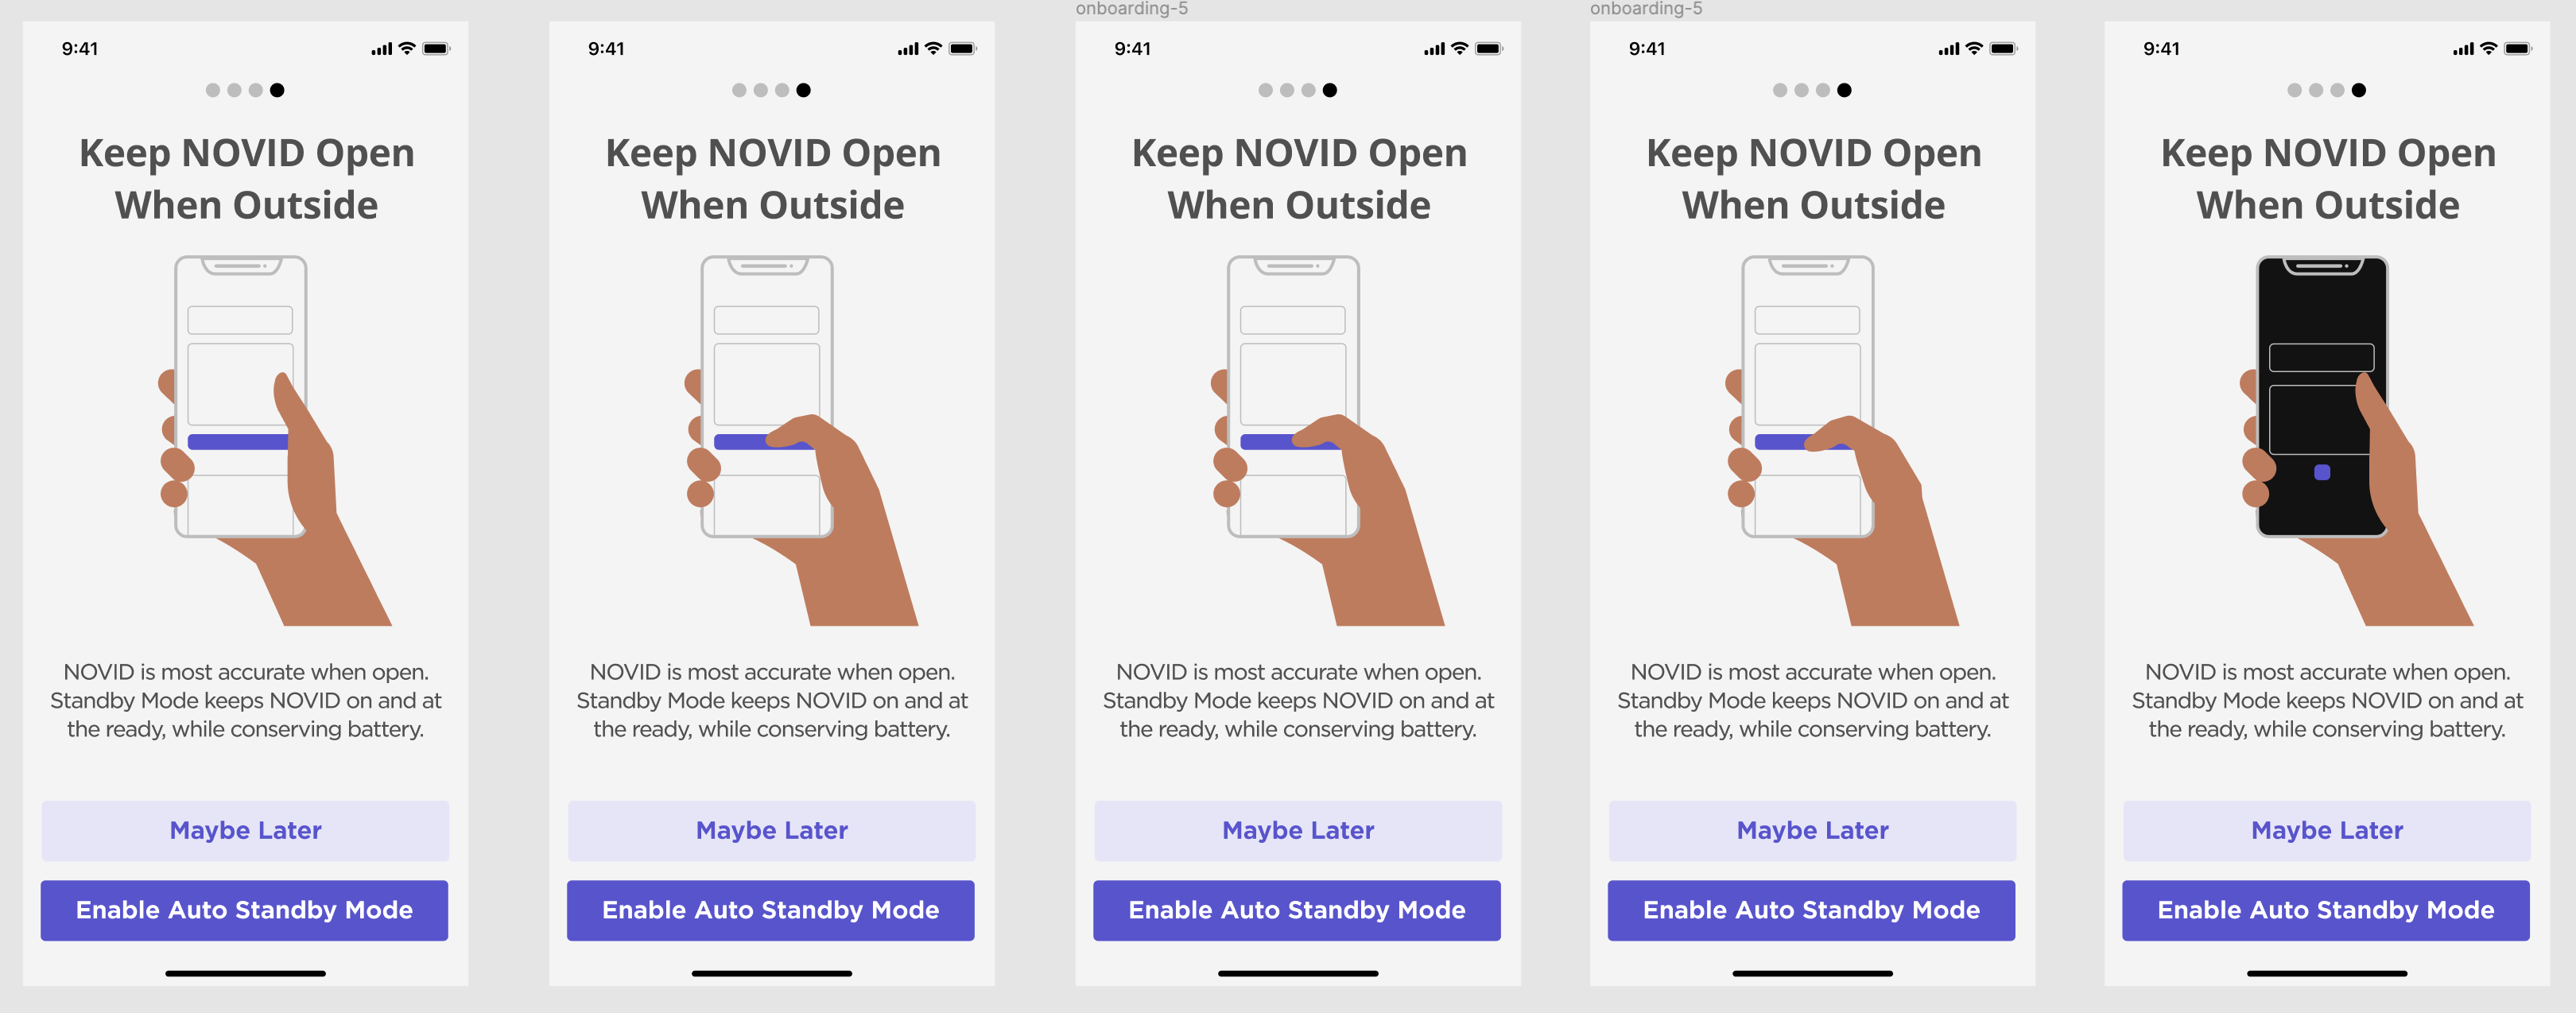 onboarding-5
onboarding-5
9:41
Keep NOVID Open
When Outside
NOVID is most accurate when open.
Standby Mode keeps NOVID on and at
the ready, while conserving battery.
Maybe Later
Enable Auto Standby Mode
9:41
Keep NOVID Open
When Outside
NOVID is most accurate when open.
Standby Mode keeps NOVID on and at
the ready, while conserving battery.
Maybe Later
Enable Auto Standby Mode
9:41
Keep NOVID Open
When Outside
NOVID is most accurate when open.
Standby Mode keeps NOVID on and at
the ready, while conserving battery.
Maybe Later
Enable Auto Standby Mode
9:41
Keep NOVID Open
When Outside
NOVID is most accurate when open.
Standby Mode keeps NOVID on and at
the ready, while conserving battery.
Maybe Later
Enable Auto Standby Mode
9:41
Keep NOVID Open
When Outside
NOVID is most accurate when open.
Standby Mode keeps NOVID on and at
the ready, while conserving battery.
Maybe Later
Enable Auto Standby Mode